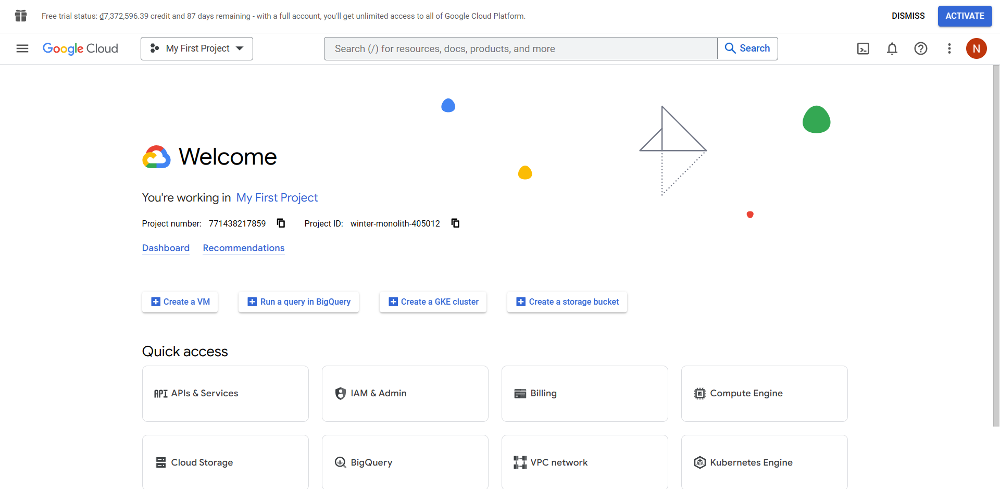 Free trial status: ₫7,372,596.39 credit and 87 days remaining - with a full account, you'll get unlimited access to all of Google Cloud Platform.
DISMISS
ACTIVATE
Google Cloud
My First Project
Search (/) for resources, docs, products, and more
Search
N
Welcome
You're working in My First Project
Project number: 771438217859
Project ID: winter-monolith-405012
Dashboard
Recommendations
Create a VM
Run a query in BigQuery
Create a GKE cluster
Create a storage bucket
Quick access
API APIs & Services
IAM & Admin
Billing
Compute Engine
Cloud Storage
BigQuery
VPC network
Kubernetes Engine